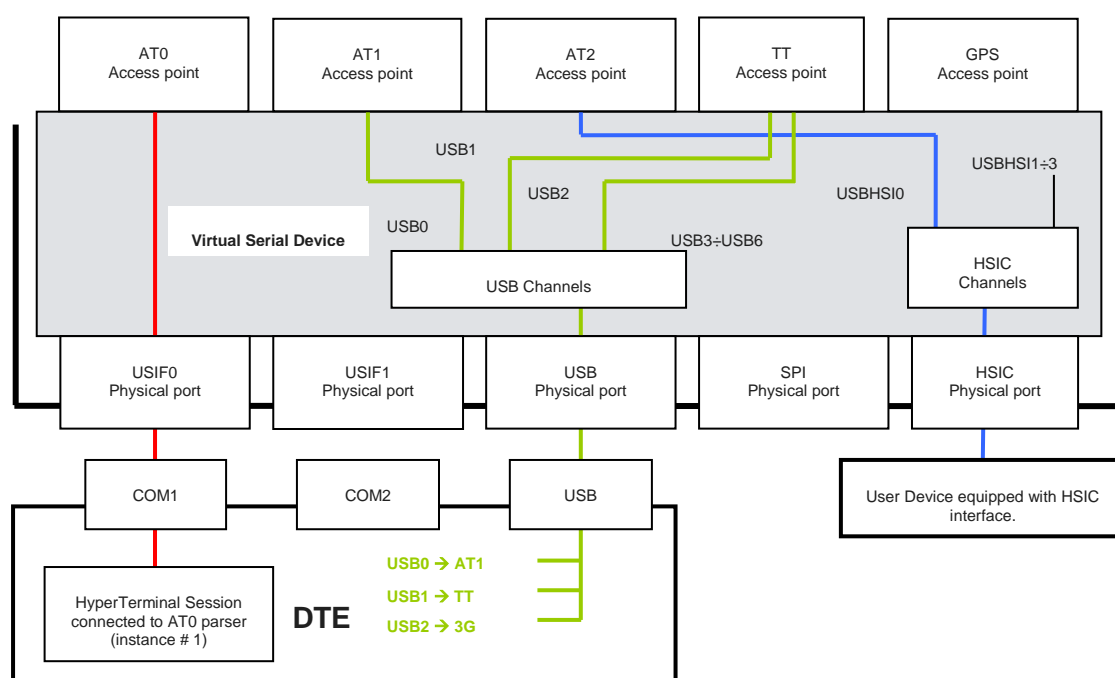 AT0
Access point
AT1
Access point
AT2
Access point
TT
Access point
GPS
Access point
USB1
USBHSI1÷3
USB2
USBHSI0
USB0
Virtual Serial Device
USB3÷USB6
USB Channels
HSIC
Channels
USIF0
Physical port
USIF1
Physical port
USB
Physical port
SPI
Physical port
HSIC
Physical port
COM1
COM2
USB
User Device equipped with HSIC
interface.
USB0 → AT1
USB1 → TT
USB2 → 3G
HyperTerminal Session
connected to AT0 parser
(instance # 1)
DTE